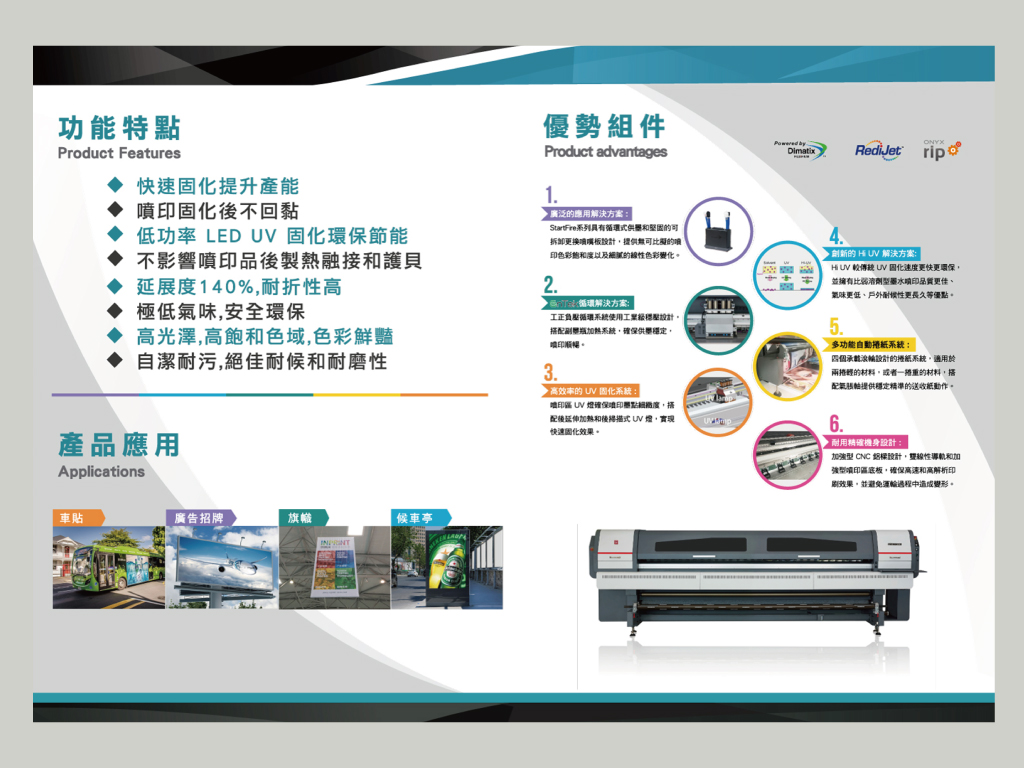 功能特點
Product Features
快速固化提升產能
噴印固化後不回黏
低功率 LED UV 固化環保節能
不影響噴印品後製熱融接和護貝
延展度140%,耐折性高
極低氣味,安全環保
高光澤,高飽和色域,色彩鮮豔
自潔耐污,絕佳耐候和耐磨性
產品應用
Applications
車貼
廣告招牌
旗幟
候車亭
優勢組件
Product advantages
Powered by
Dimatix
FUJIFILM
RediJet
ONYX
rip
1.
廣泛的應用解決方案：
StartFire系列具有循環式供墨和堅固的可
拆卸更換噴嘴板設計，提供無可比擬的噴
印色彩飽和度以及細膩的線性色彩變化。
2.
循環解決方案:
工正負壓循環系統使用工業級穩壓設計，
搭配副墨瓶加熱系統，確保供墨穩定，
噴印順暢。
3.
高效率的 UV 固化系統：
噴印區 UV 燈確保噴印墨點細緻度，搭
配後延伸加熱和後掃描式 UV 燈，實現
快速固化效果。
UV lamp
UV lamp
4.
創新的 Hi UV 解決方案:
Hi UV 較傳統 UV 固化速度更快更環保，
並擁有比弱溶劑型墨水噴印品質更佳、
氣味更低、戶外耐候性更長久等優點。
5.
多功能自動捲紙系統：
四個承載滾輪設計的捲紙系統，適用於
兩捲輕的材料，或者一捲重的材料，搭
配氣脹軸提供穩定精準的送收紙動作。
6.
耐用精確機身設計：
加強型 CNC 鋁樑設計，雙線性導軌和加
強型噴印區底板，確保高速和高解析印
刷效果，並避免運輸過程中造成變形。